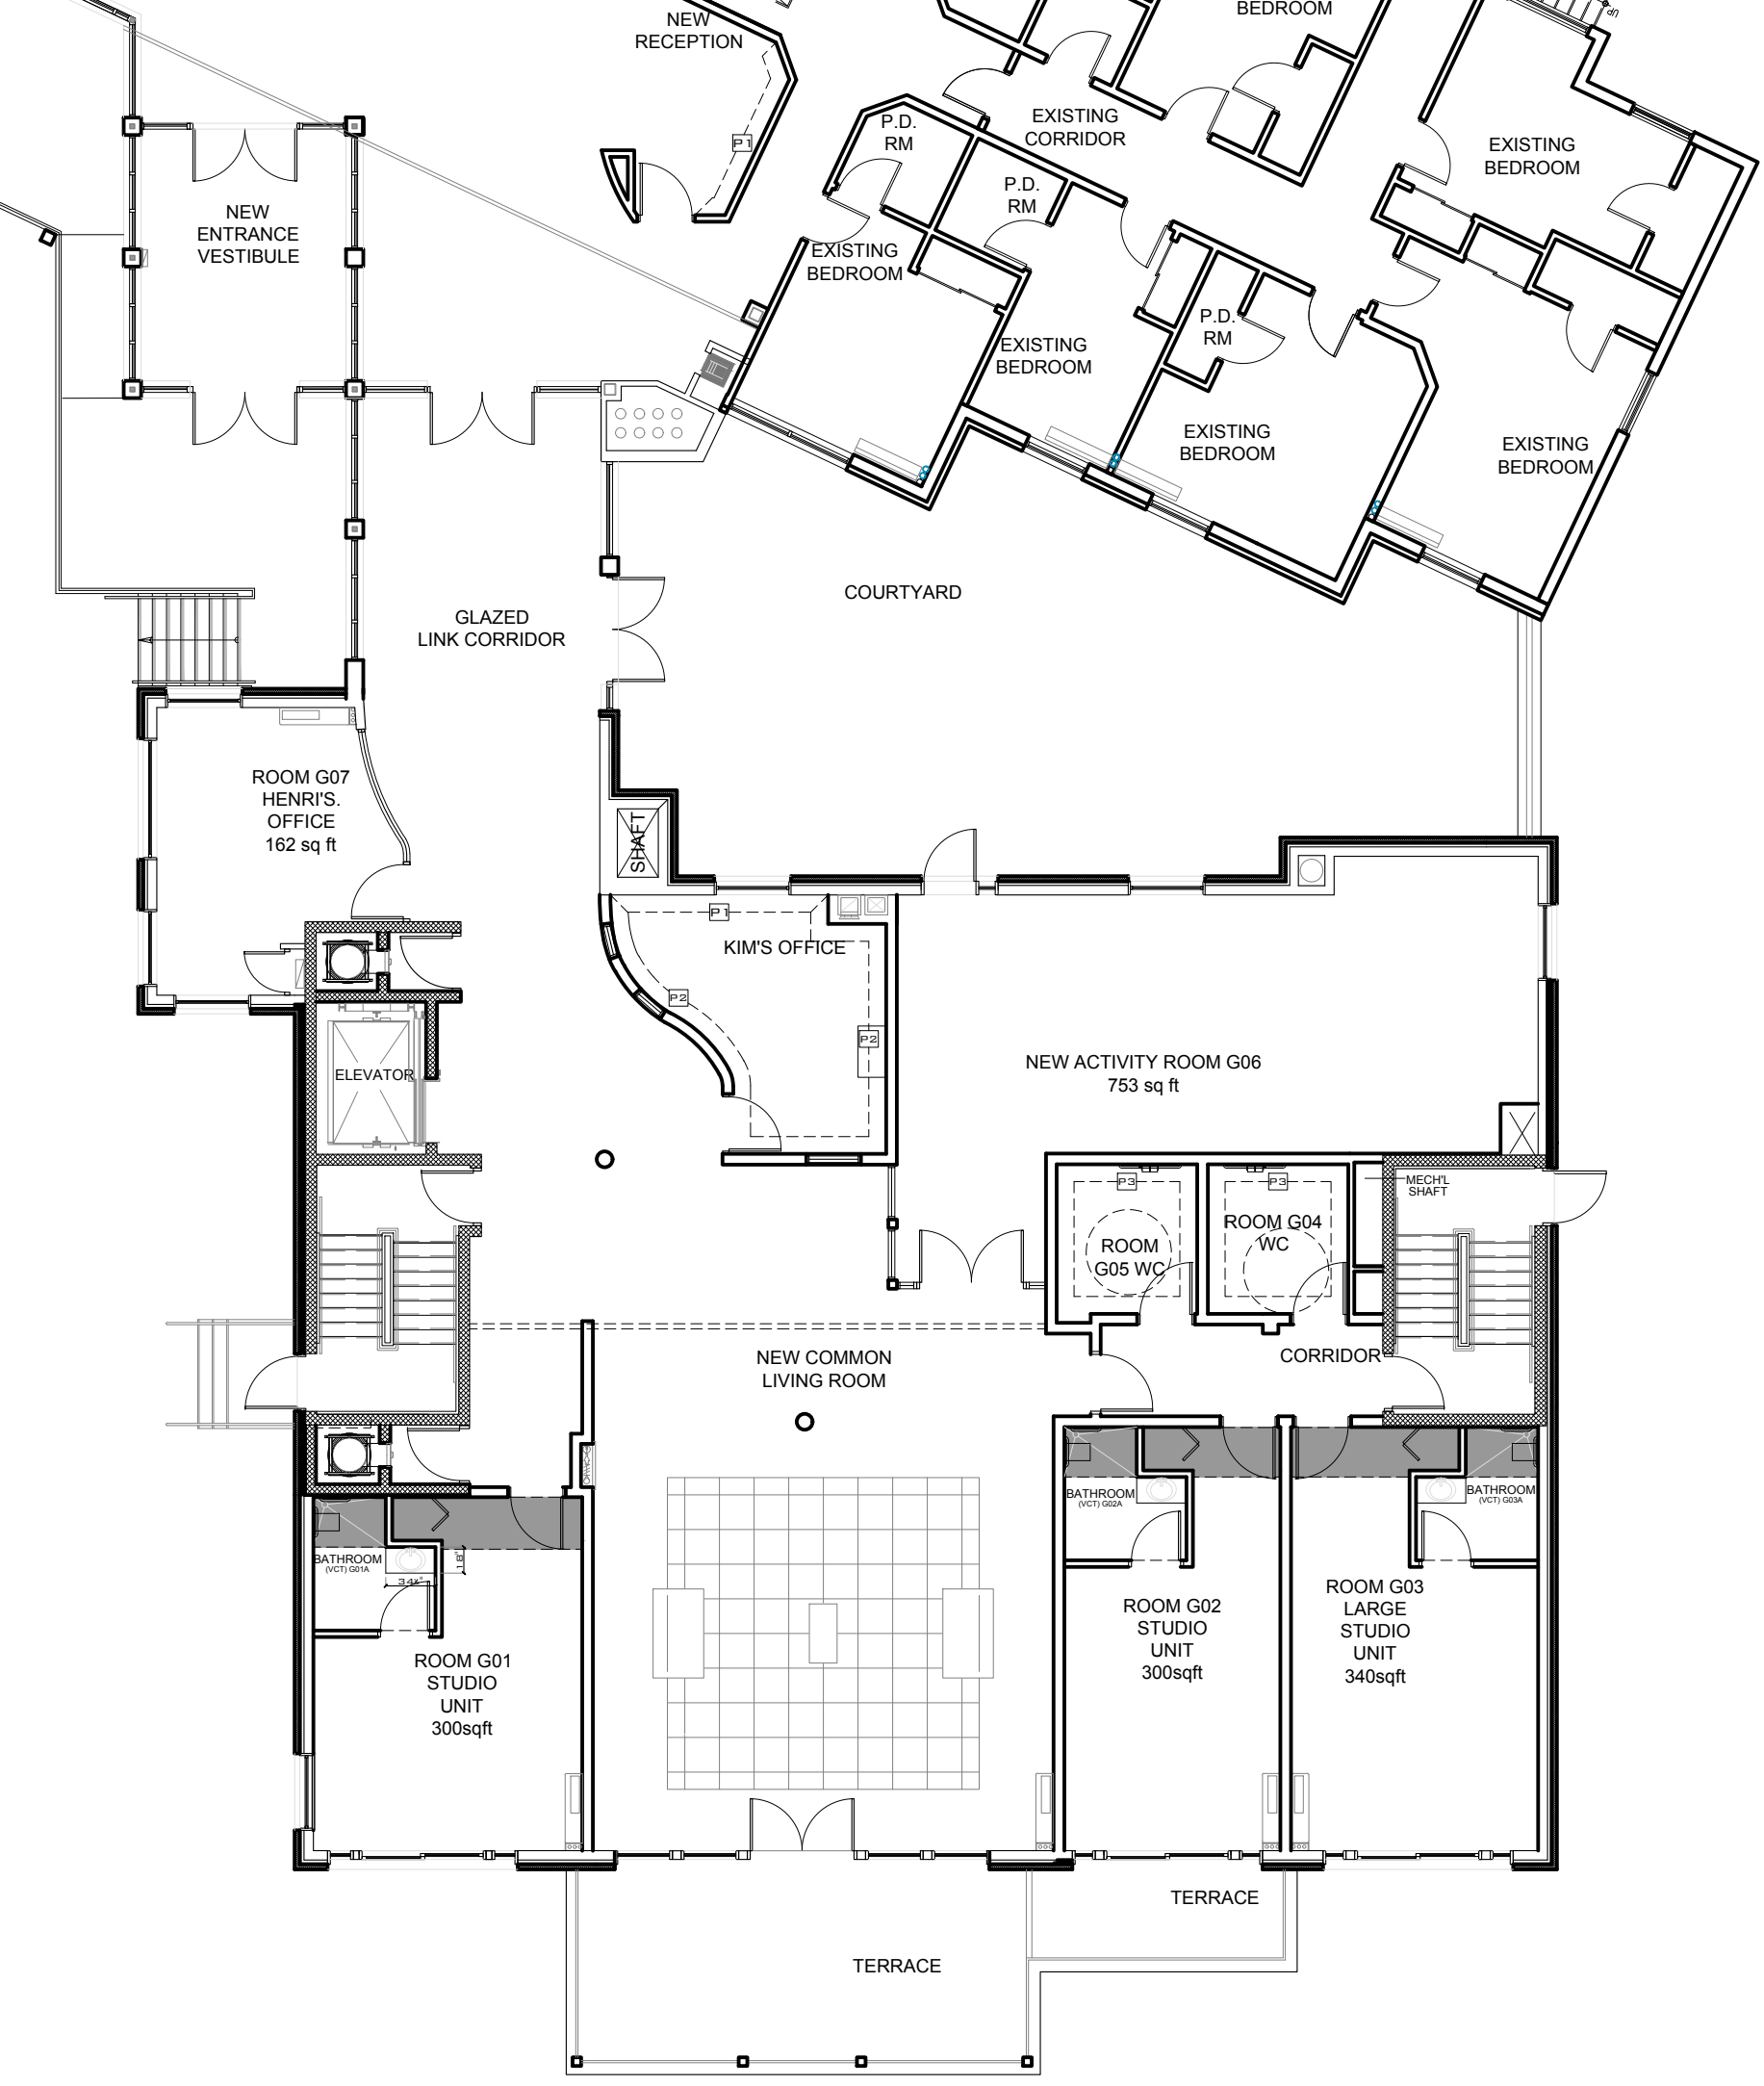 NEW
RECEPTION
BEDROOM
UP
P1
P.D.
RM
EXISTING
CORRIDOR
EXISTING
BEDROOM
P.D.
RM
NEW
ENTRANCE
VESTIBULE
EXISTING
BEDROOM
P.D.
RM
EXISTING
BEDROOM
EXISTING
BEDROOM
EXISTING
BEDROOM
COURTYARD
GLAZED
LINK CORRIDOR
ROOM G07
HENRI'S.
OFFICE
162 sq ft
SHAFT
P1
KIM'S OFFICE
P2
P2
ELEVATOR
NEW ACTIVITY ROOM G06
753 sq ft
P3
P3
MECH'L
SHAFT
ROOM G04
WC
ROOM
G05 WC
NEW COMMON
LIVING ROOM
CORRIDOR
BATHROOM
(VCT) G02A
BATHROOM
(VCT) G03A
BATHROOM
(VCT) G01A
18"
ROOM G03
LARGE
STUDIO
UNIT
340sqft
ROOM G02
STUDIO
UNIT
300sqft
ROOM G01
STUDIO
UNIT
300sqft
TERRACE
TERRACE